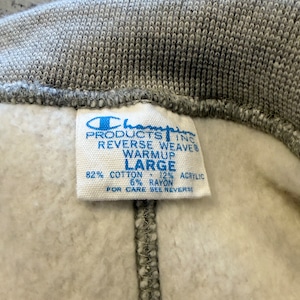 Champion
PRODUCTS INC.
REVERSE WEAVE®
WARMUP
LARGE
82% COTTON · 12% ACRYLIC
6% RAYON
FOR CARE SEE REVERSE